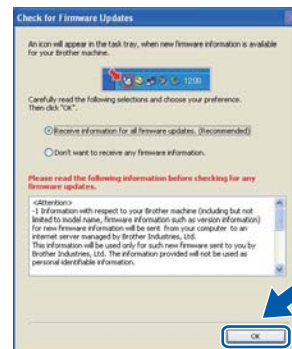 Check for Firmware Updates
An icon will appear in the task tray, when new firmware information is available
for your Brother machine.
1200
Carefully read the following selections and choose your preference.
Then click "OK".
Receive information for all firmware updates. (Recommended)
Don't want to receive any firmware information.
Please read the following information before checking for any
firmware updates.
<Attention>
-1 Information with respect to your Brother machine (including but not
limited to model name, firmware information such as version information)
for new firmware information will be sent from your computer to an
internet server managed by Brother Industries, Ltd.
This information will be used only for such new firmware sent to you by
Brother Industries, Ltd. The information provided will not be used as
personal identifiable information.
OK